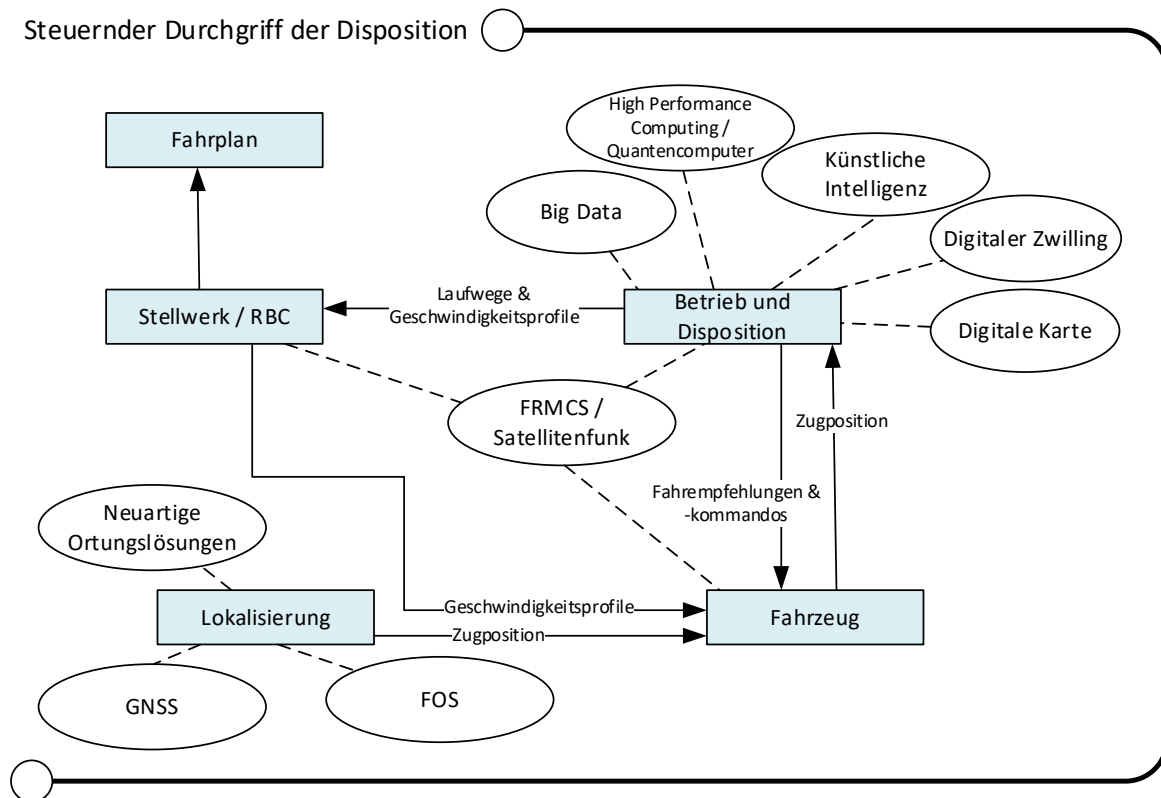 Steuernder Durchgriff der Disposition
High Performance
Computing /
Quantencomputer
Fahrplan
Künstliche
Intelligenz
Big Data
Digitaler Zwilling
Stellwerk / RBC
Laufwege &
Geschwindigkeitsprofile
Betrieb und
Disposition
Digitale Karte
FRMCS /
Satellitenfunk
Zugposition
Fahrempfehlungen &
-kommandos
Neuartige
Ortungslösungen
Lokalisierung
Geschwindigkeitsprofile
Zugposition
Fahrzeug
GNSS
FOS